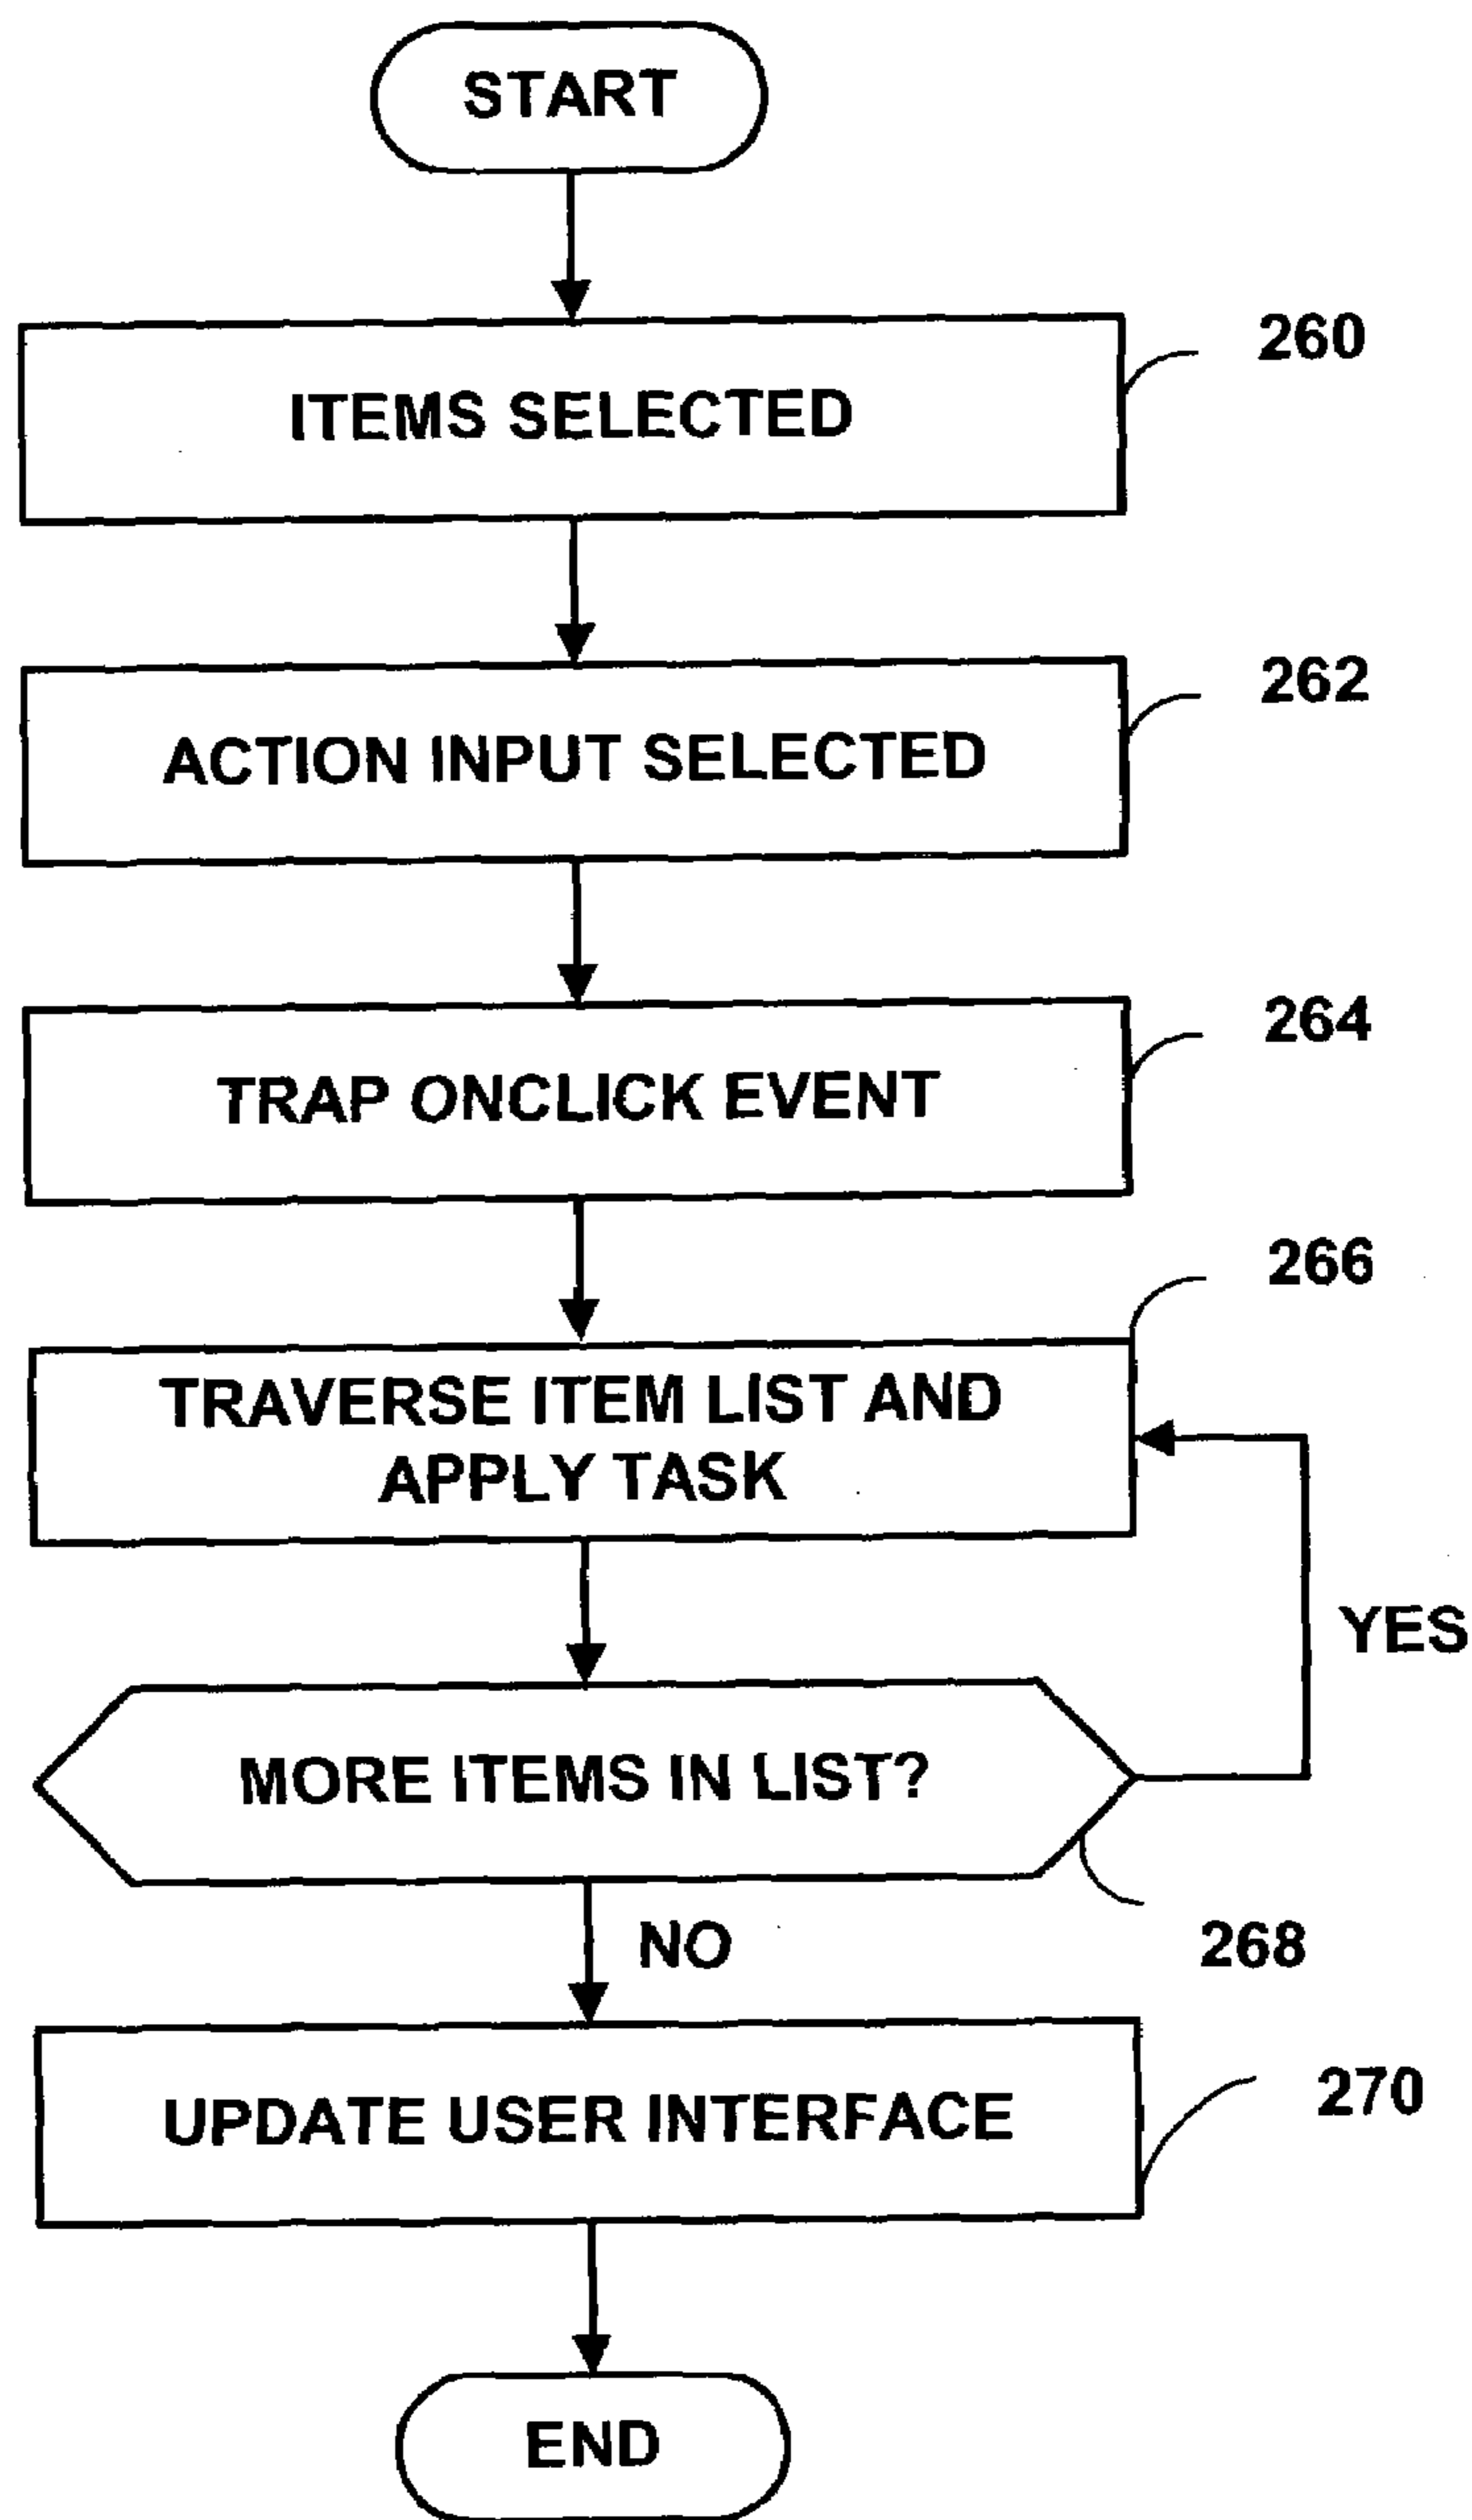 START
260
ITEMS SELECTED
262
ACTION INPUT SELECTED
264
TRAP ONCLICK EVENT
266
TRAVERSE ITEM LIST AND
APPLY TASK
YES
MORE ITEMS IN LIST?
NO
268
270
UPDATE USER INTERFACE
END